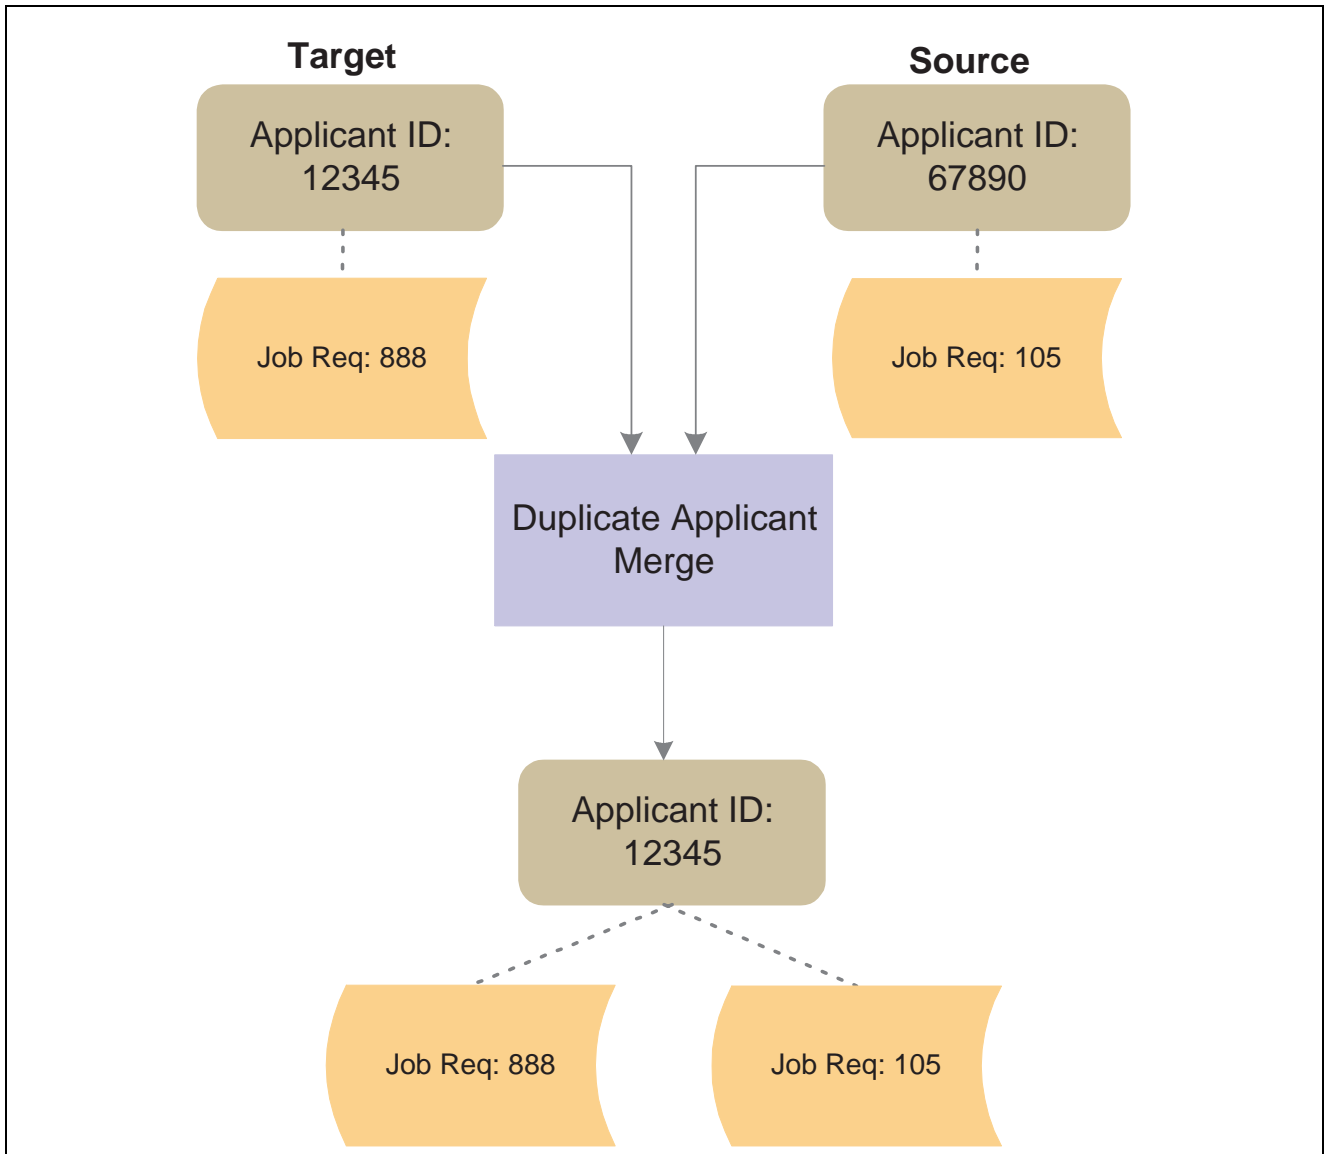 Target
Source
Applicant ID:
12345
Applicant ID:
67890
Job Req: 888
Job Req: 105
Duplicate Applicant
Merge
Applicant ID:
12345
Job Req: 888
Job Req: 105